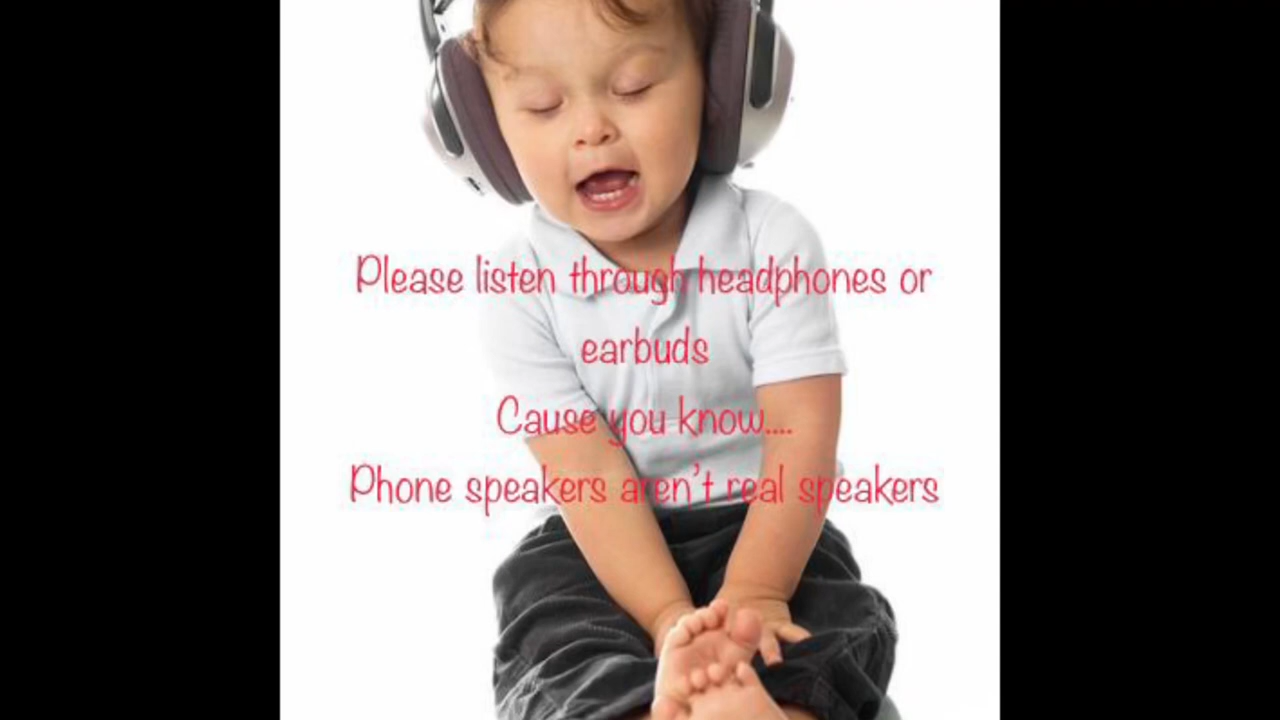 Please listen through headphones or
earbuds
Cause you know....
Phone speakers aren't real speakers